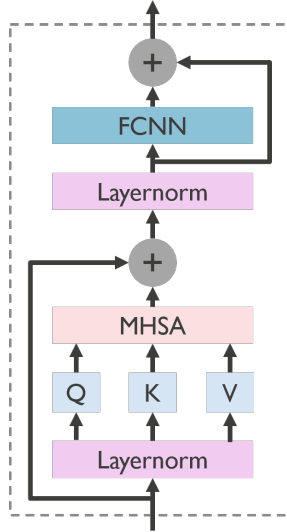 +
FCNN
Layernorm
+
MHSA
Q K V
Layernorm